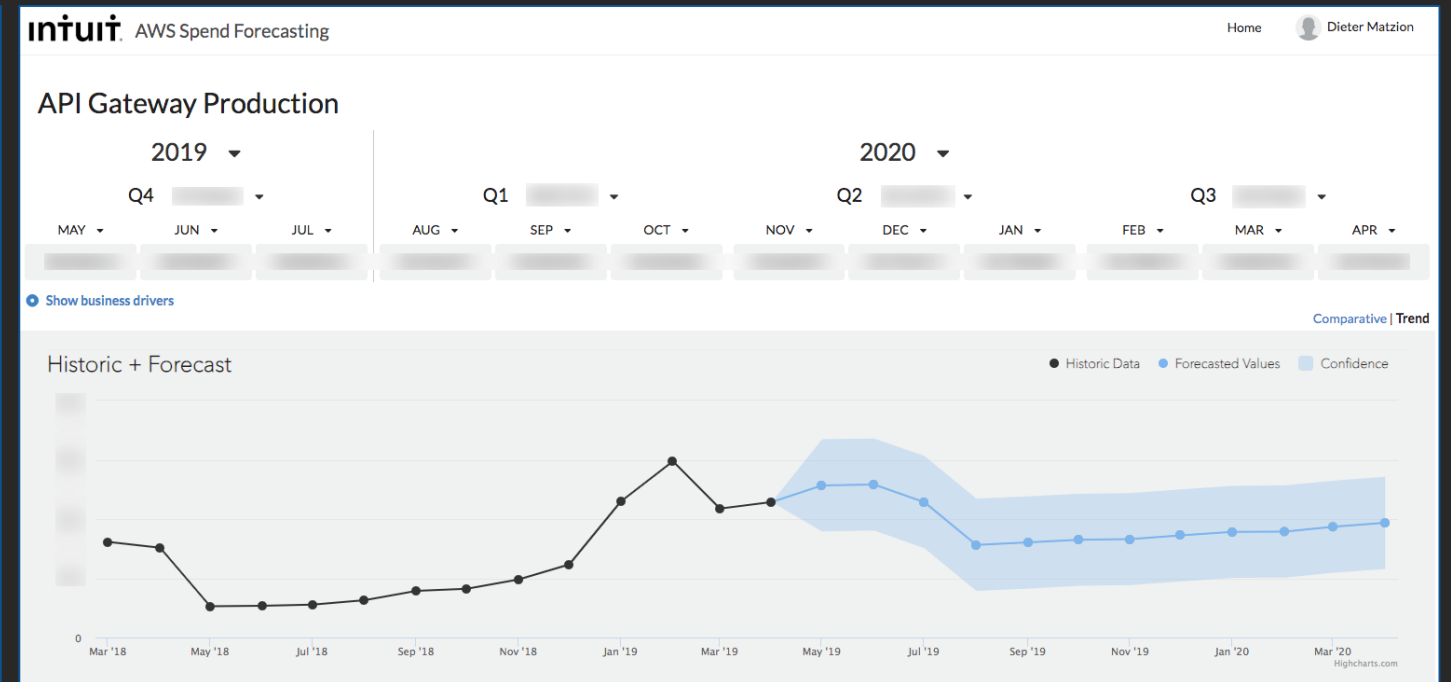 ıntuıt. AWS Spend Forecasting Home Dieter Matzion
API Gateway Production
2019 2020
Q4 Q1 Q2 Q3
MAY JUN JUL AUG SEP OCT NOV DEC JAN FEB MAR APR
Show business drivers
Comparative | Trend
Historic + Forecast Historic Data Forecasted Values Confidence
0
Mar '18 May '18 Jul '18 Sep '18 Nov '18 Jan '19 Mar '19 May '19 Jul '19 Sep '19 Nov '19 Jan '20 Mar '20
Highcharts.com